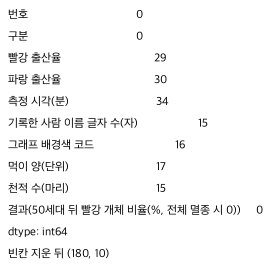 번호 0
구분 0
빨강 출산율 29
파랑 출산율 30
측정 시각(분) 34
기록한 사람 이름 글자 수(자) 15
그래프 배경색 코드 16
먹이 양(단위) 17
천적 수(마리) 15
결과(50세대 뒤 빨강 개체 비율(%, 전체 멸종 시 0)) 0
dtype: int64
빈칸 지운 뒤 (180, 10)